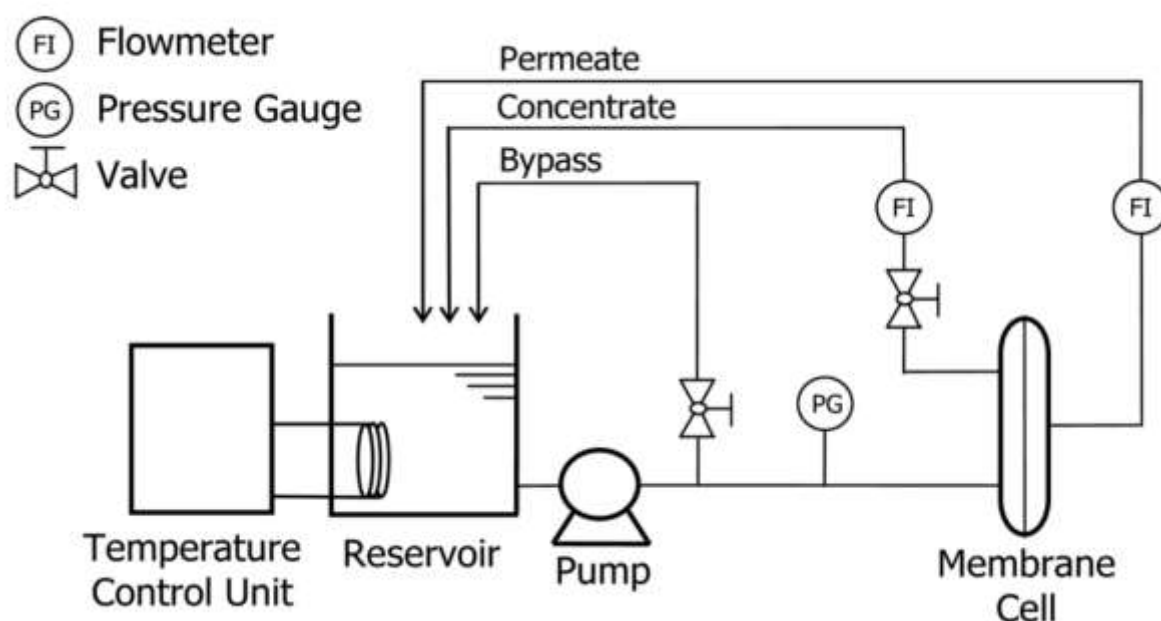 FI Flowmeter
PG Pressure Gauge
Valve
Permeate
Concentrate
Bypass
FI
FI
PG
Temperature
Control Unit
Reservoir
Pump
Membrane
Cell